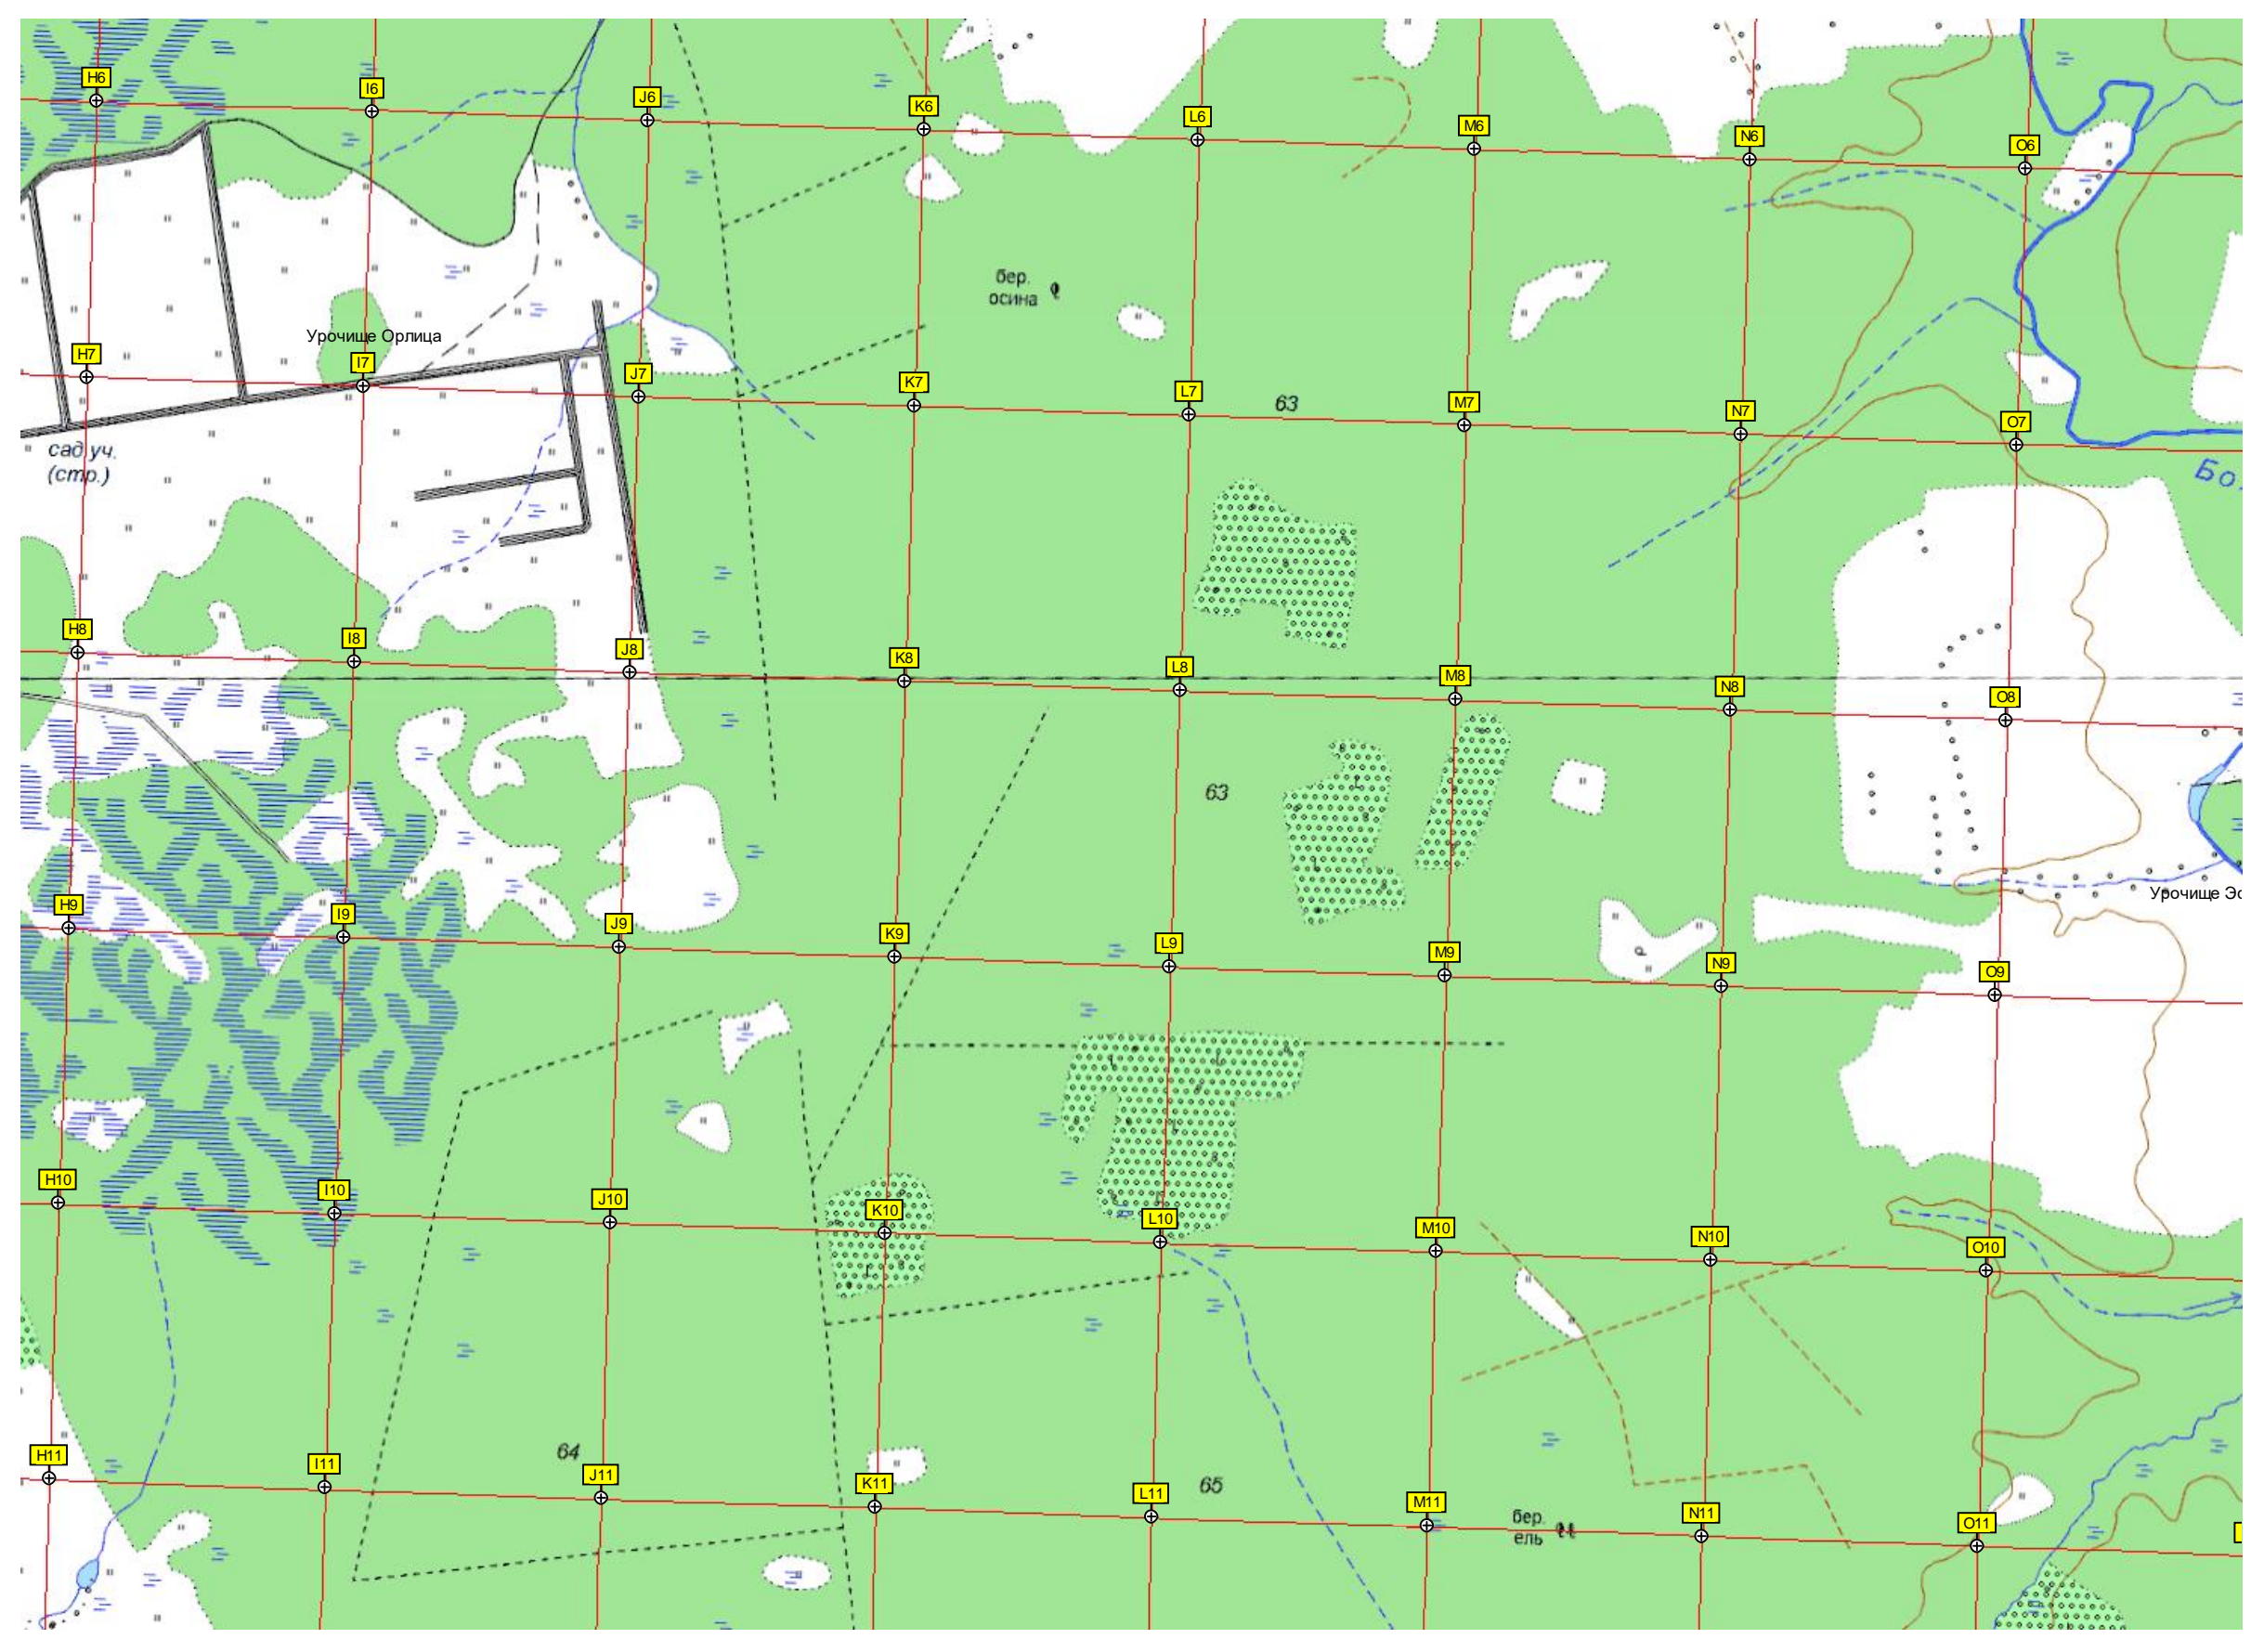 H6
I6
J6
K6
L6
M6
N6
O6
бер.
осина
Урочище Орлица
H7
I7
J7
K7
L7
63
M7
N7
O7
сад уч.
(стр.)
Бо
H8
I8
J8
K8
L8
M8
N8
O8
63
Урочище Эс
H9
I9
J9
K9
L9
M9
N9
O9
H10
I10
J10
K10
L10
M10
N10
O10
64
65
H11
I11
J11
K11
L11
M11
N11
O11
бер.
ель